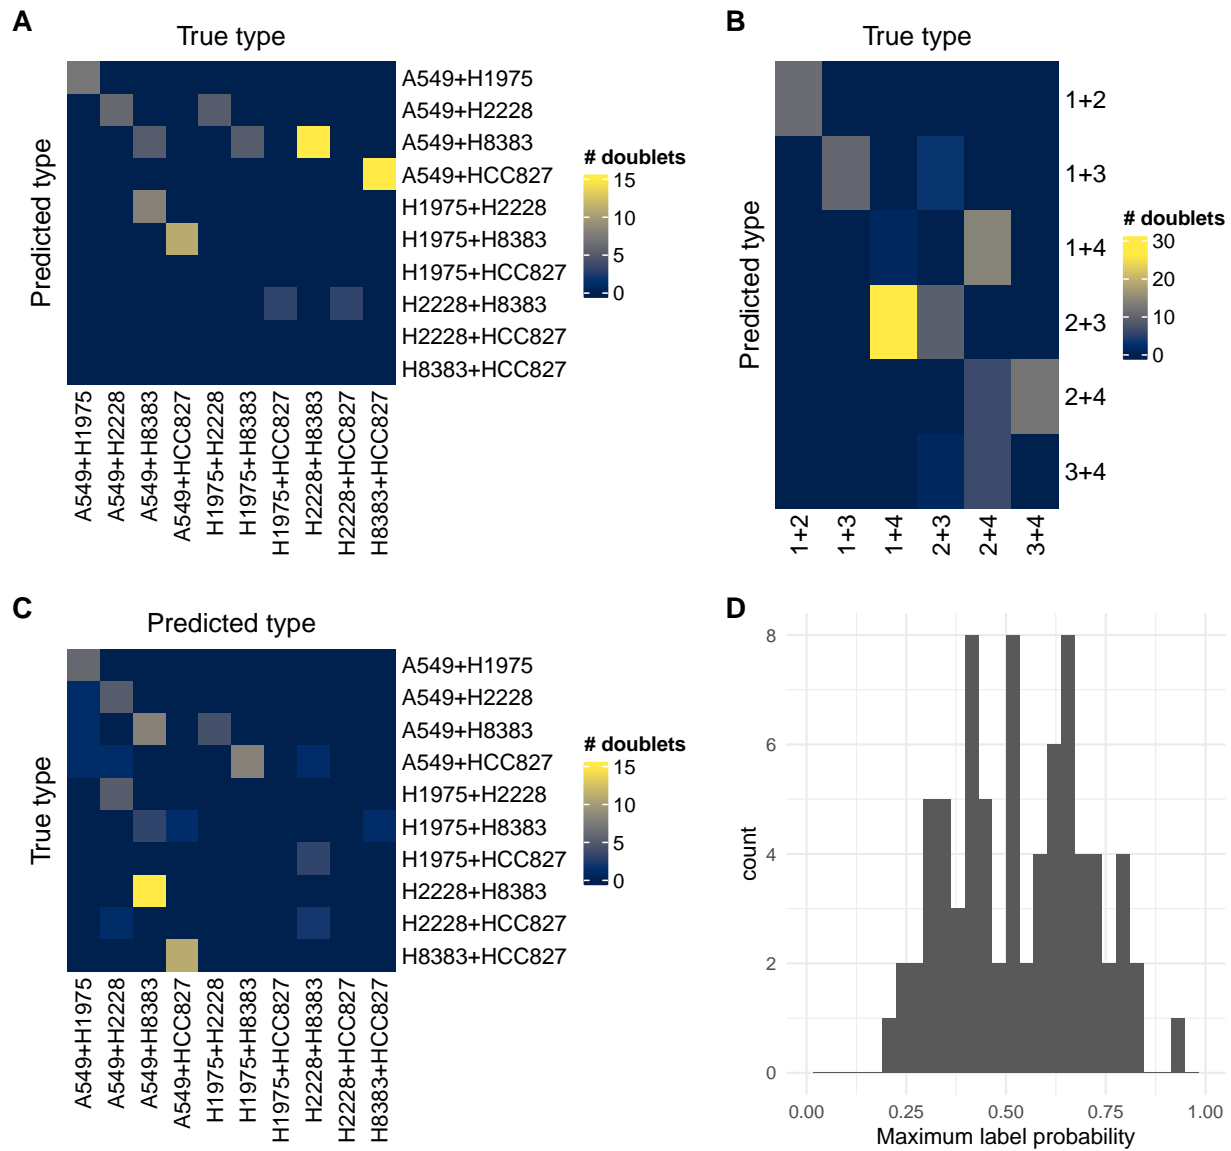 A
True type
Predicted type
A549+H1975
A549+H2228
A549+H8383
A549+HCC827
H1975+H2228
H1975+H8383
H1975+HCC827
H2228+H8383
H2228+HCC827
H8383+HCC827
A549+H1975
A549+H2228
A549+H8383
A549+HCC827
H1975+H2228
H1975+H8383
H1975+HCC827
H2228+H8383
H2228+HCC827
H8383+HCC827
# doublets
15
10
5
0
B
True type
Predicted type
1+2
1+3
1+4
2+3
2+4
3+4
1+2
1+3
1+4
2+3
2+4
3+4
# doublets
30
20
10
0
C
Predicted type
True type
A549+H1975
A549+H2228
A549+H8383
A549+HCC827
H1975+H2228
H1975+H8383
H1975+HCC827
H2228+H8383
H2228+HCC827
H8383+HCC827
A549+H1975
A549+H2228
A549+H8383
A549+HCC827
H1975+H2228
H1975+H8383
H1975+HCC827
H2228+H8383
H2228+HCC827
H8383+HCC827
# doublets
15
10
5
0
D
count
8
6
4
2
0
0.00 0.25 0.50 0.75 1.00
Maximum label probability